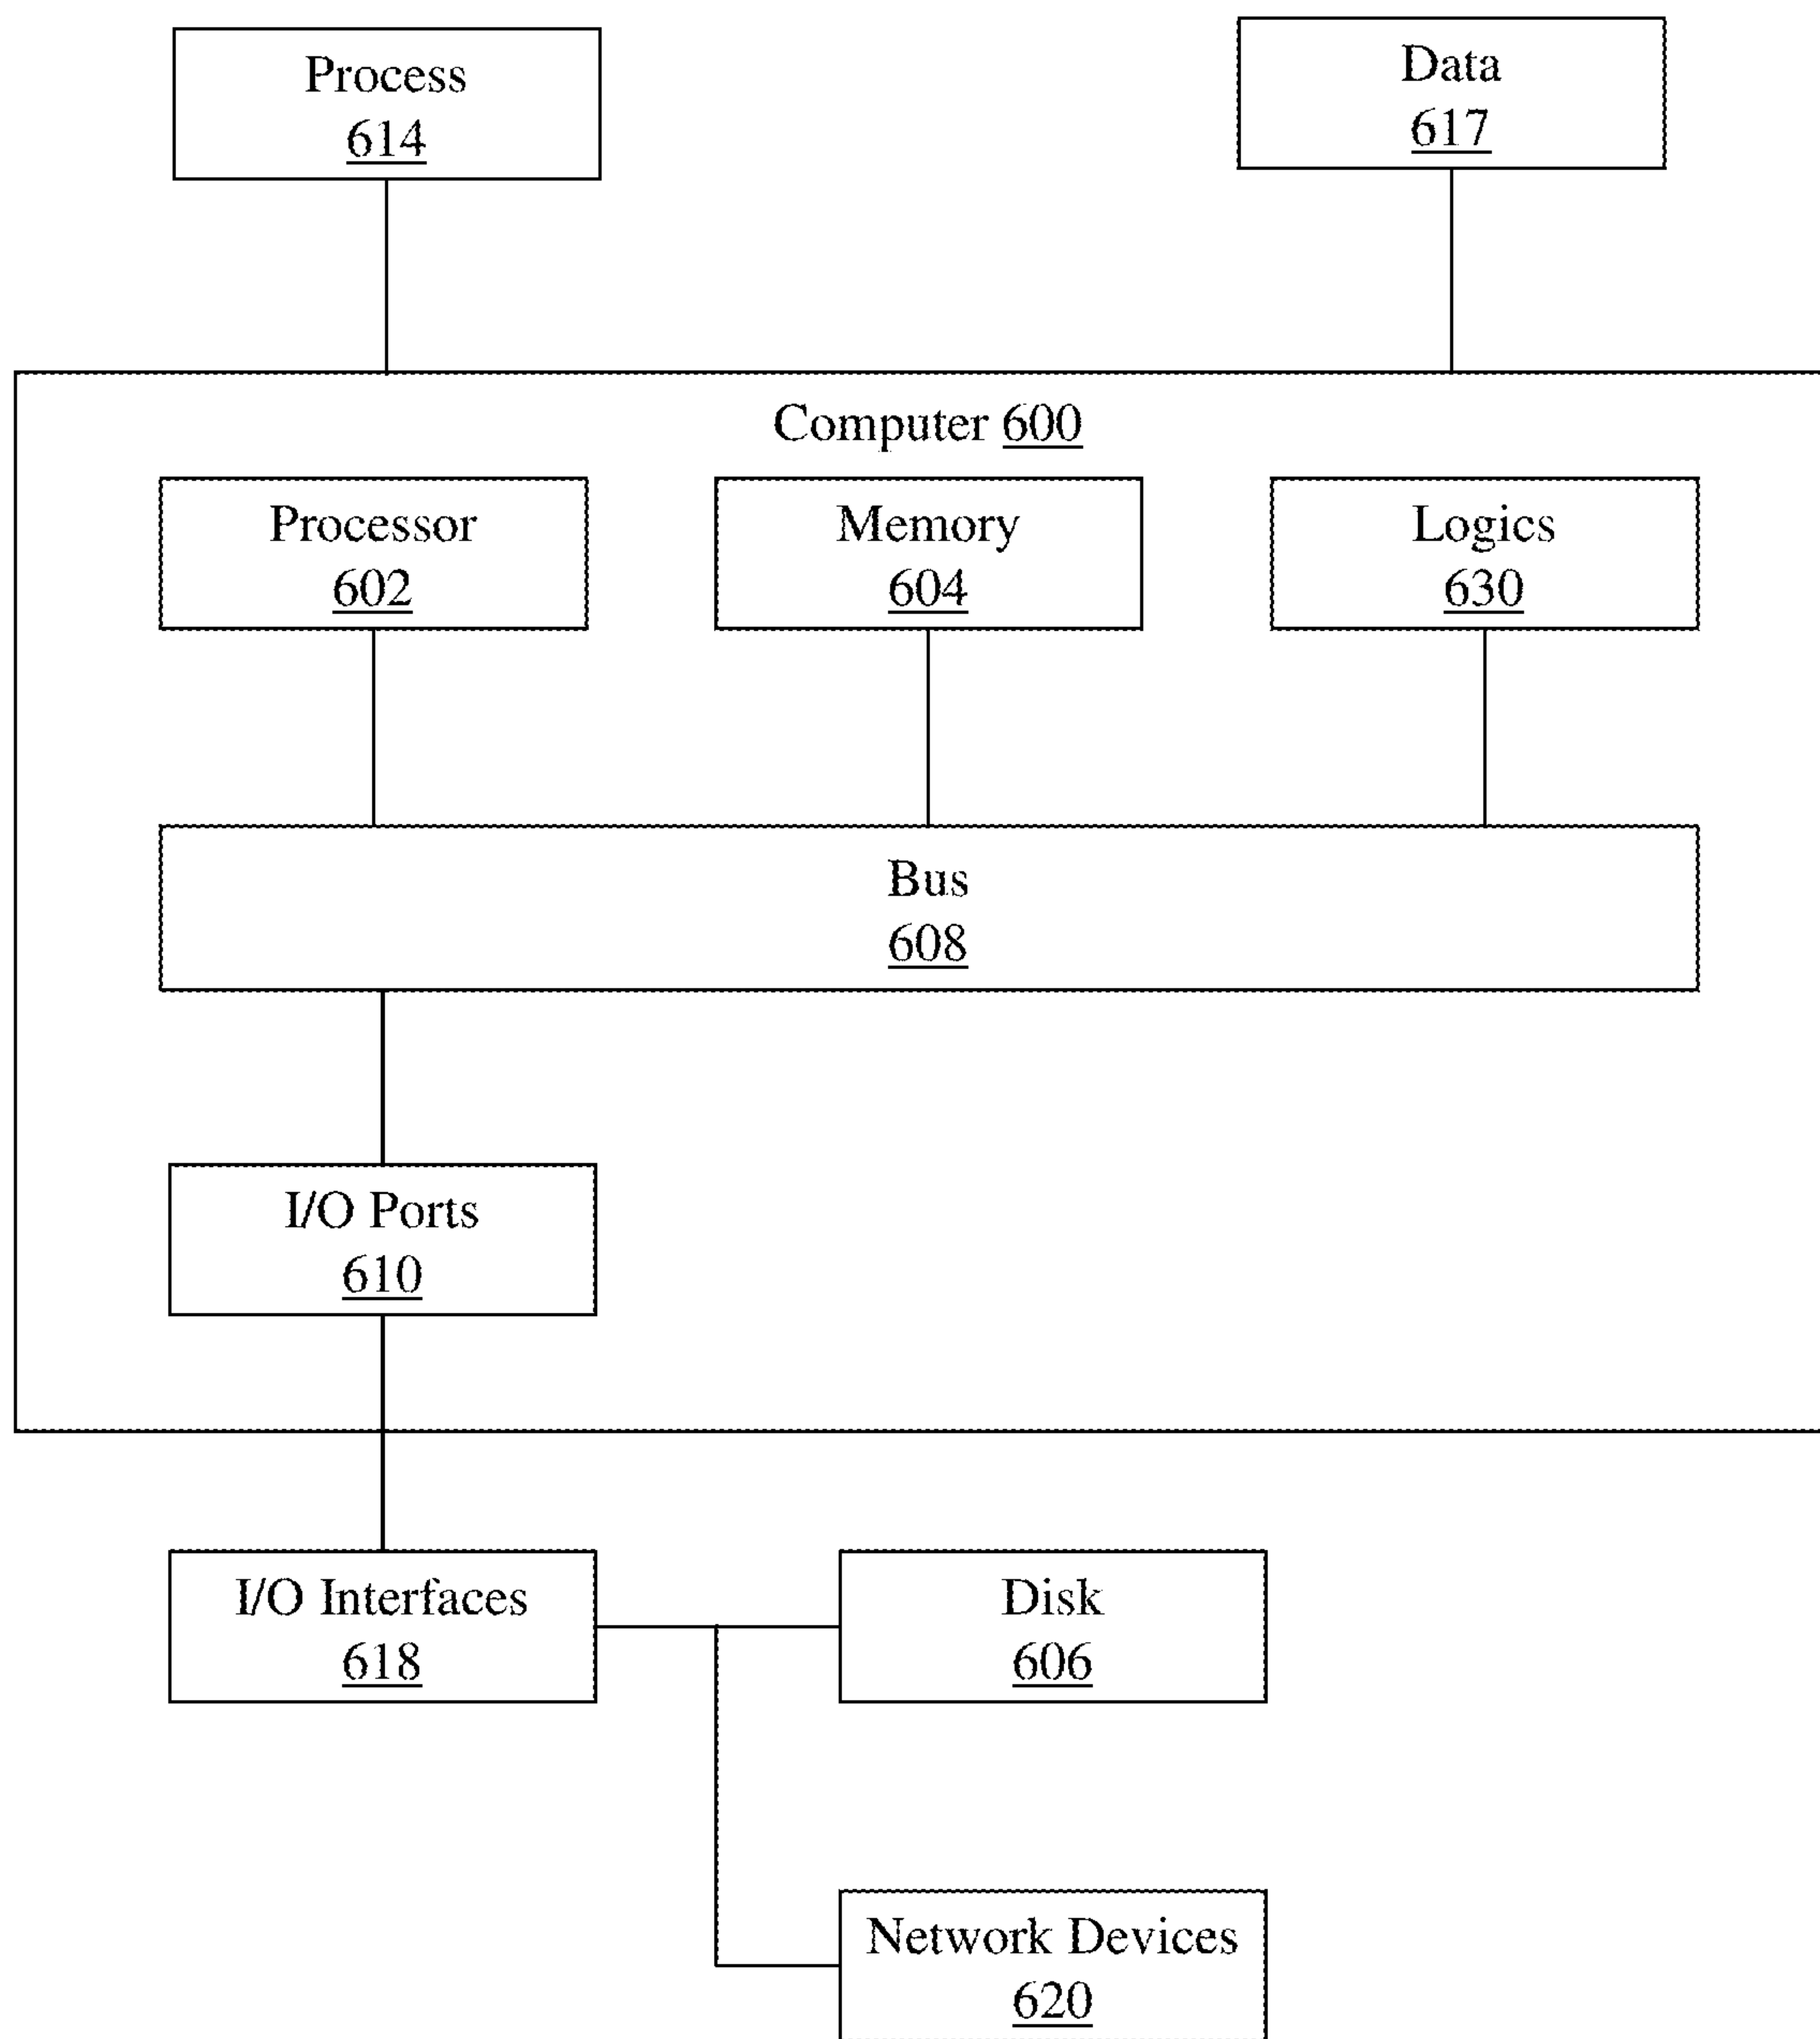 Process
614
Data
617
Computer 600
Processor
602
Memory
604
Logics
630
Bus
608
I/O Ports
610
I/O Interfaces
618
Disk
606
Network Devices
620